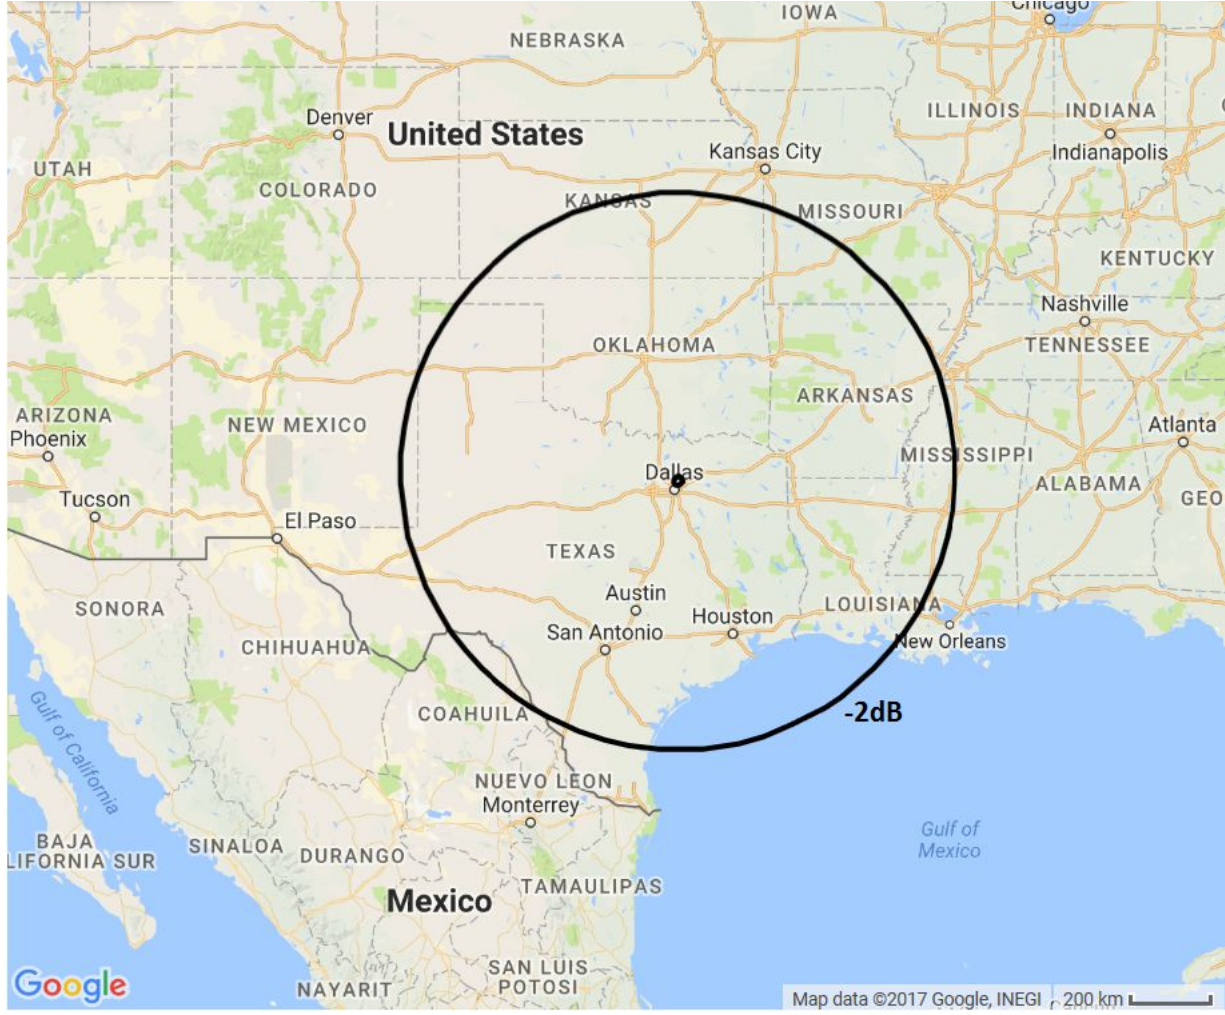 Chicago
IOWA
NEBRASKA
ILLINOIS
INDIANA
Denver
United States
Kansas City
Indianapolis
UTAH
COLORADO
KANSAS
MISSOURI
KENTUCKY
Nashville
OKLAHOMA
TENNESSEE
ARKANSAS
ARIZONA
NEW MEXICO
Phoenix
Atlanta
MISSISSIPPI
Dallas
ALABAMA
GEO
Tucson
El Paso
TEXAS
Austin
SONORA
LOUISIANA
Houston
San Antonio
CHIHUAHUA
New Orleans
COAHUILA
-2dB
Gulf of California
NUEVO LEON
Monterrey
BAJA
LIFORNIA SUR
SINALOA
DURANGO
Gulf of
Mexico
TAMAULIPAS
Mexico
SAN LUIS
POTOSI
Google
NAYARIT
Map data ©2017 Google, INEGI 200 km